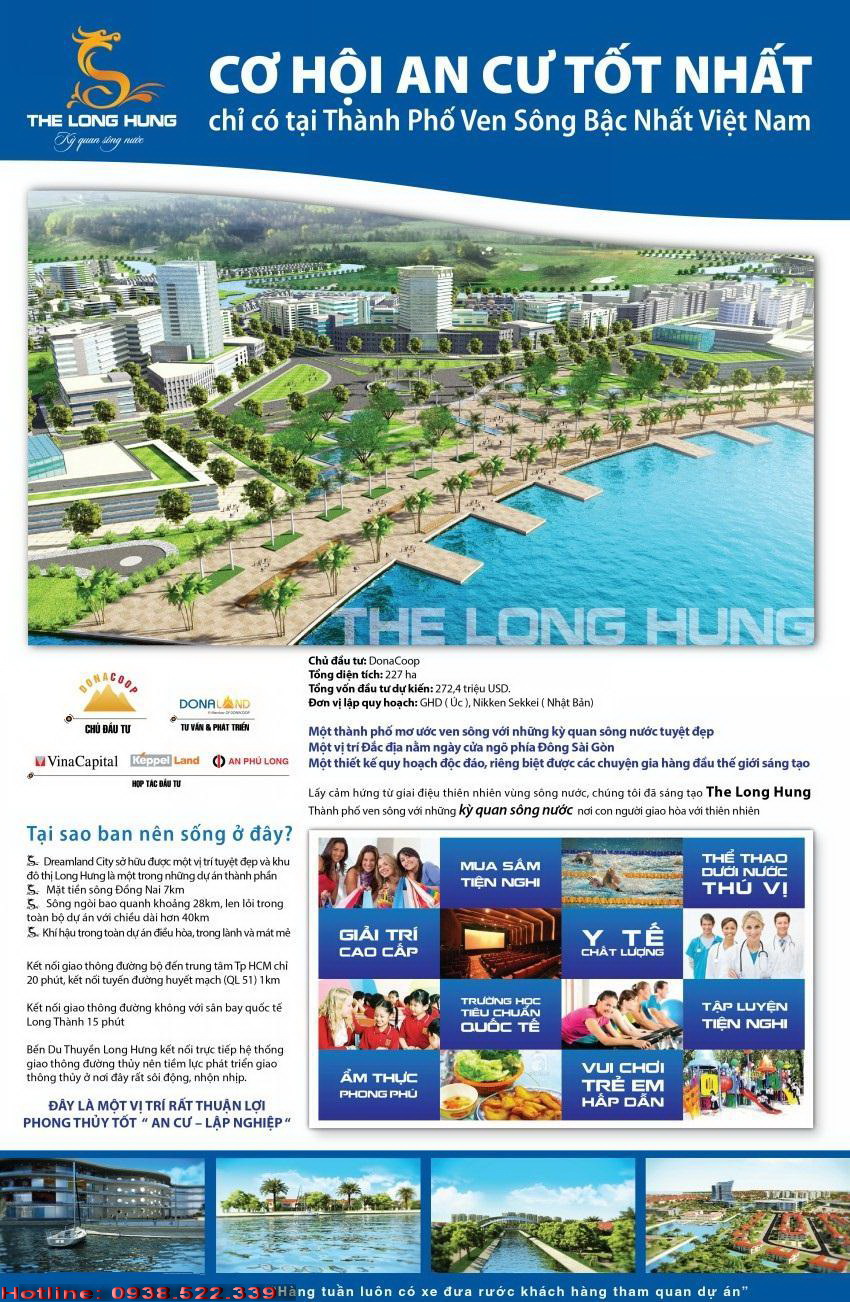 THE LONG HUNG
Kỳ quan sông nước
CƠ HỘI AN CƯ TỐT NHẤT
chỉ có tại Thành Phố Ven Sông Bậc Nhất Việt Nam
THE LONG HUNG
DONACOOP
CHỦ ĐẦU TƯ
DONALAND
A Member OF DONACOOP
TƯ VẤN & PHÁT TRIỂN
VinaCapital
Keppel Land
AN PHÚ LONG
HỢP TÁC ĐẦU TƯ
Chủ đầu tư: DonaCoop
Tổng diện tích: 227 ha
Tổng vốn đầu tư dự kiến: 272,4 triệu USD.
Đơn vị lập quy hoạch: GHD ( Úc ), Nikken Sekkei ( Nhật Bản)
Một thành phố mơ ước ven sông với những kỳ quan sông nước tuyệt đẹp
Một vị trí Đắc địa nằm ngày cửa ngõ phía Đông Sài Gòn
Một thiết kế quy hoạch độc đáo, riêng biệt được các chuyện gia hàng đầu thế giới sáng tạo
Lấy cảm hứng từ giai điệu thiên nhiên vùng sông nước, chúng tôi đã sáng tạo The Long Hung
Thành phố ven sông với những kỳ quan sông nước nơi con người giao hòa với thiên nhiên
Tại sao bạn nên sống ở đây?
Dreamland City sở hữu được một vị trí tuyệt đẹp và khu
đô thị Long Hưng là một trong những dự án thành phần
Mặt tiền sông Đồng Nai 7km
Sông ngòi bao quanh khoảng 28km, len lỏi trong
toàn bộ dự án với chiều dài hơn 40km
Khí hậu trong toàn dự án điều hòa, trong lành và mát mẻ
Kết nối giao thông đường bộ đến trung tâm Tp HCM chỉ
20 phút, kết nối tuyến đường huyết mạch (QL 51) 1km
Kết nối giao thông đường không với sân bay quốc tế
Long Thành 15 phút
Bến Du Thuyền Long Hưng kết nối trực tiếp hệ thống
giao thông đường thủy nên tiềm lực phát triển giao
thông thủy ở nơi đây rất sôi động, nhộn nhịp.
ĐÂY LÀ MỘT VỊ TRÍ RẤT THUẬN LỢI
PHONG THỦY TỐT “ AN CƯ – LẬP NGHIỆP “
MUA SẮM
TIỆN NGHI
THỂ THAO
DƯỚI NƯỚC
THÚ VỊ
GIẢI TRÍ
CAO CẤP
Y TẾ
CHẤT LƯỢNG
TRƯỜNG HỌC
TIÊU CHUẨN
QUỐC TẾ
TẬP LUYỆN
TIỆN NGHI
ẨM THỰC
PHONG PHÚ
VUI CHƠI
TRẺ EM
HẤP DẪN
Hotline: 0938.522.339
"Hàng tuần luôn có xe đưa rước khách hàng tham quan dự án”